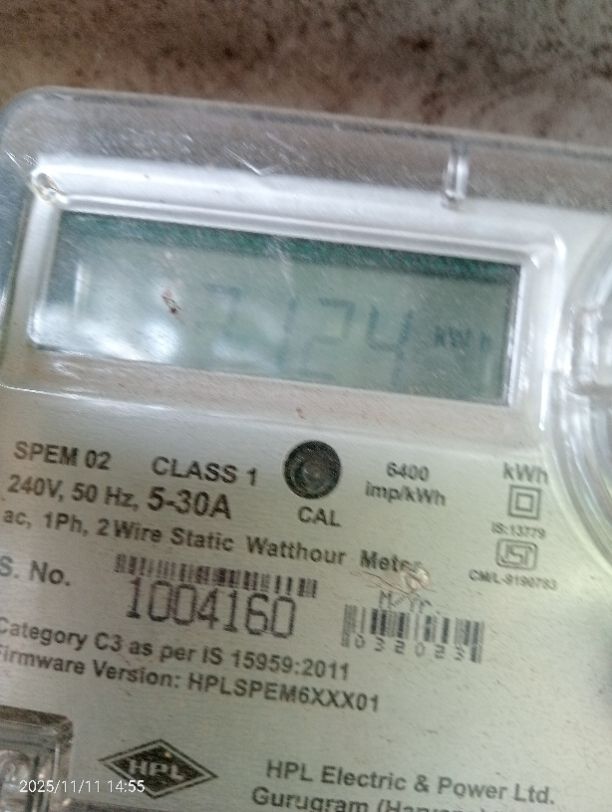 2124 kWh
SPEM 02 CLASS 1
6400
imp/kWh
kWh
240V, 50 Hz, 5-30A
CAL
IS:13779
ac, 1Ph, 2 Wire Static Watthour Meter
ISI
CM/L-9190783
S. No.
1004160
M/Yr.
032023
Category C3 as per IS 15959:2011
Firmware Version: HPLSPEM6XXX01
HPL
HPL Electric & Power Ltd.
Gurugram
2025/11/11 14:55